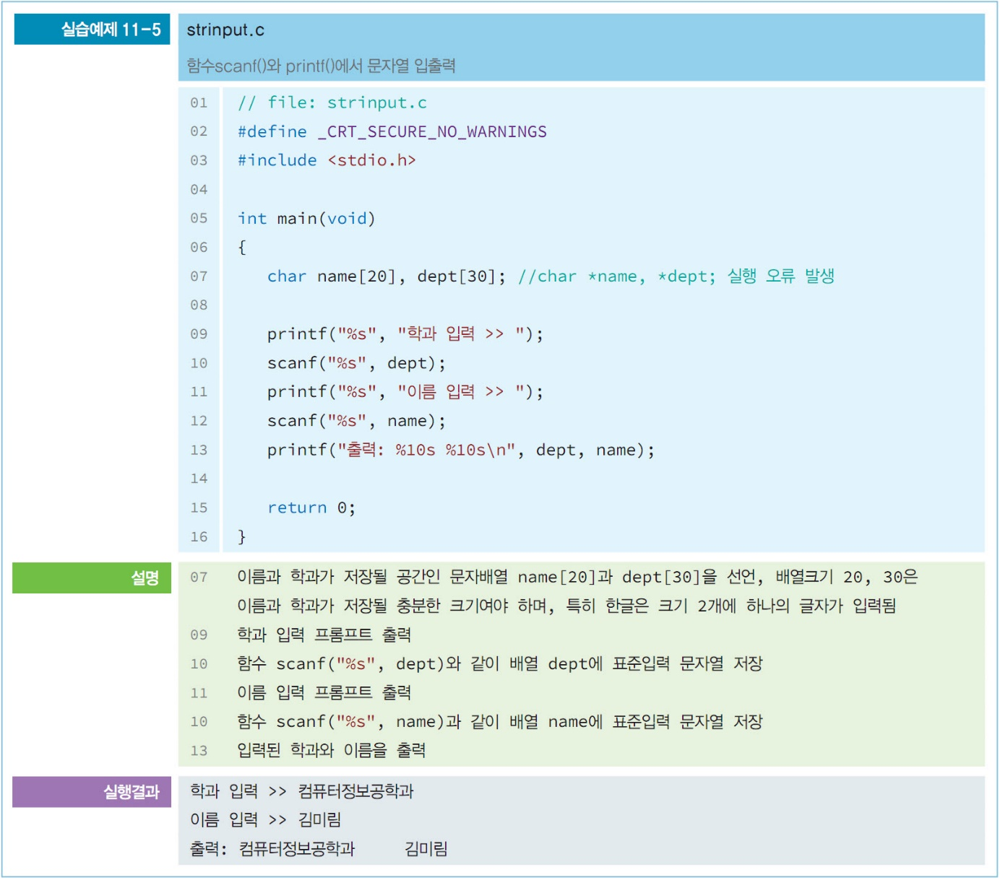 실습예제 11-5
strinput.c
함수scanf()와 printf()에서 문자열 입출력
01 // file: strinput.c
02 #define _CRT_SECURE_NO_WARNINGS
03 #include <stdio.h>
04
05 int main(void)
06 {
07 char name[20], dept[30]; //char *name, *dept; 실행 오류 발생
08
09 printf("%s", "학과 입력 >> ");
10 scanf("%s", dept);
11 printf("%s", "이름 입력 >> ");
12 scanf("%s", name);
13 printf("출력: %10s %10s\n", dept, name);
14
15 return 0;
16 }
설명
07 이름과 학과가 저장될 공간인 문자배열 name[20]과 dept[30]을 선언, 배열크기 20, 30은
이름과 학과가 저장될 충분한 크기여야 하며, 특히 한글은 크기 2개에 하나의 글자가 입력됨
09 학과 입력 프롬프트 출력
10 함수 scanf("%s", dept)와 같이 배열 dept에 표준입력 문자열 저장
11 이름 입력 프롬프트 출력
10 함수 scanf("%s", name)과 같이 배열 name에 표준입력 문자열 저장
13 입력된 학과와 이름을 출력
실행결과
학과 입력 >> 컴퓨터정보공학과
이름 입력 >> 김미림
출력: 컴퓨터정보공학과 김미림